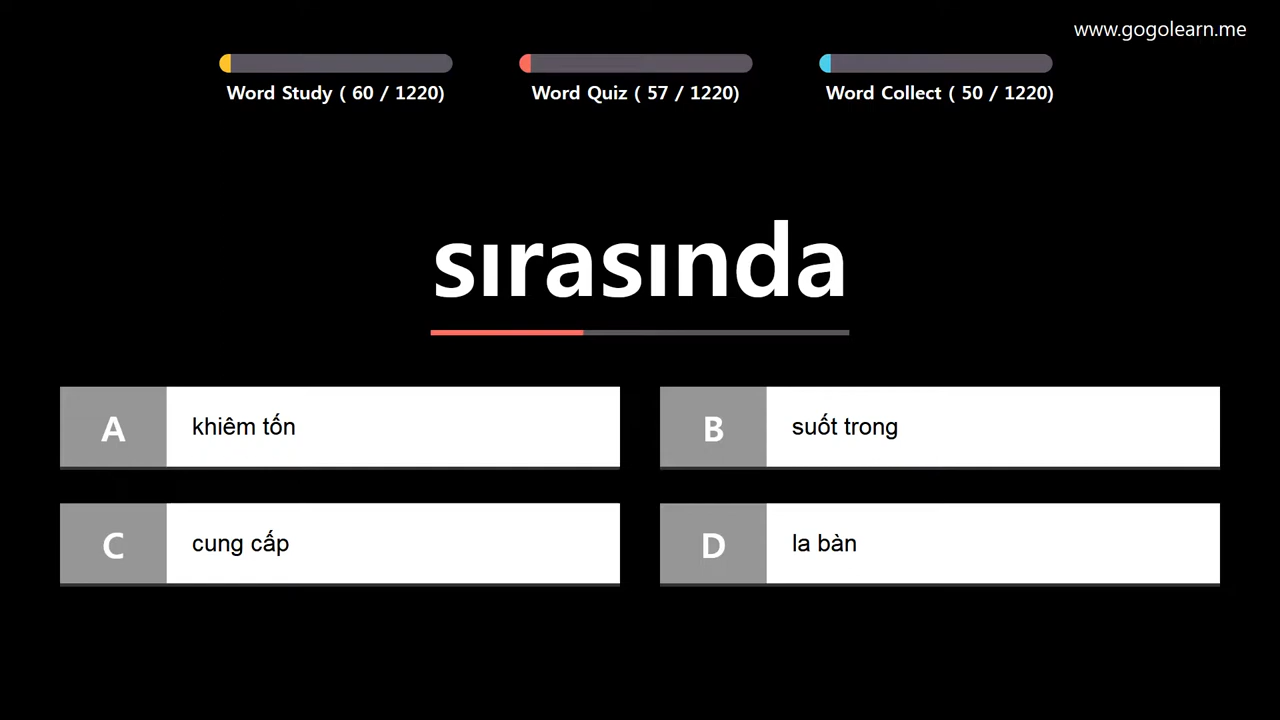 www.gogolearn.me
Word Study ( 60 / 1220)
Word Quiz ( 57 / 1220)
Word Collect ( 50 / 1220)
sırasında
A khiêm tốn
B suốt trong
C cung cấp
D la bàn